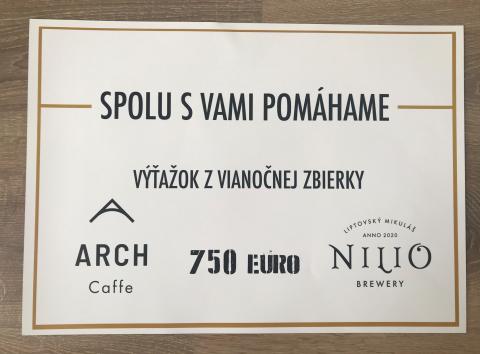 SPOLU S VAMI POMÁHAME
VÝŤAŽOK Z VIANOČNEJ ZBIERKY
ARCH
Caffe
750 EURO
LIPTOVSKÝ MIKULÁŠ
ANNO 2020
NILIO
BREWERY